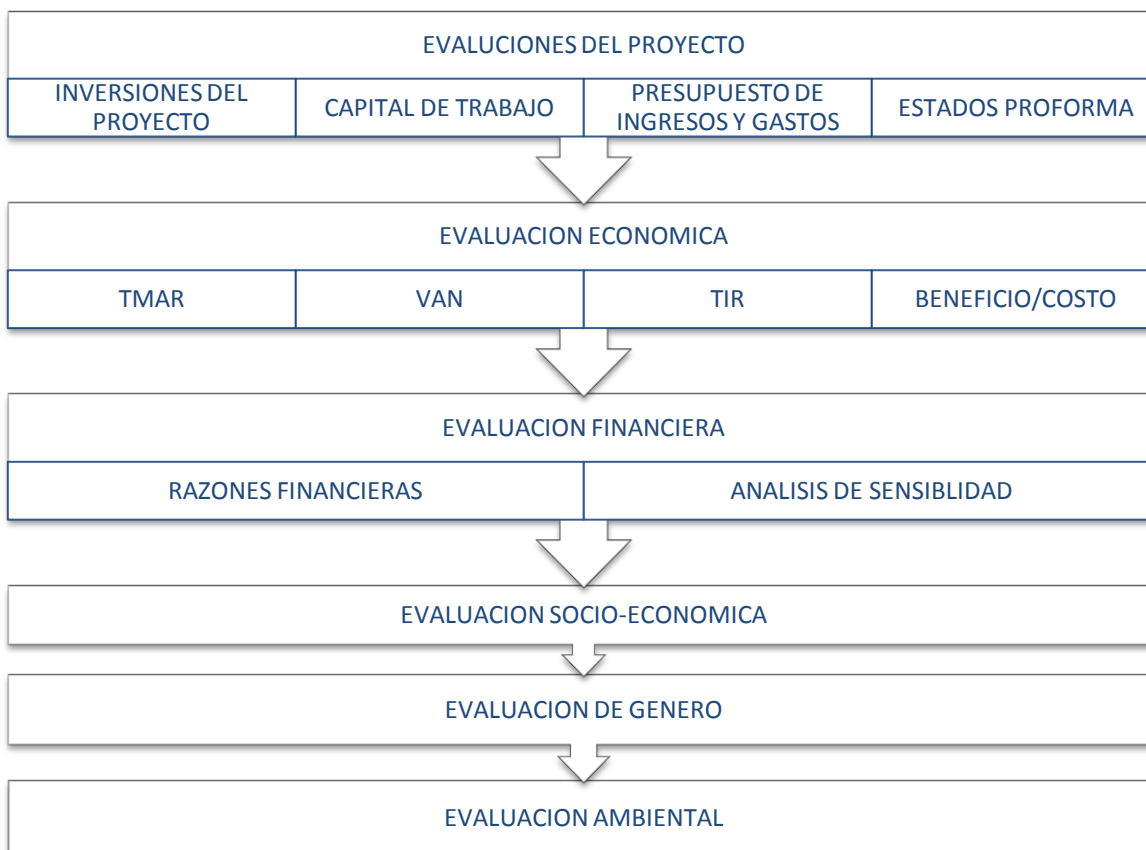 EVALUCIONES DEL PROYECTO
INVERSIONES DEL
PROYECTO
CAPITAL DE TRABAJO
PRESUPUESTO DE
INGRESOS Y GASTOS
ESTADOS PROFORMA
EVALUACION ECONOMICA
TMAR
VAN
TIR
BENEFICIO/COSTO
EVALUACION FINANCIERA
RAZONES FINANCIERAS
ANALISIS DE SENSIBLIDAD
EVALUACION SOCIO-ECONOMICA
EVALUACION DE GENERO
EVALUACION AMBIENTAL